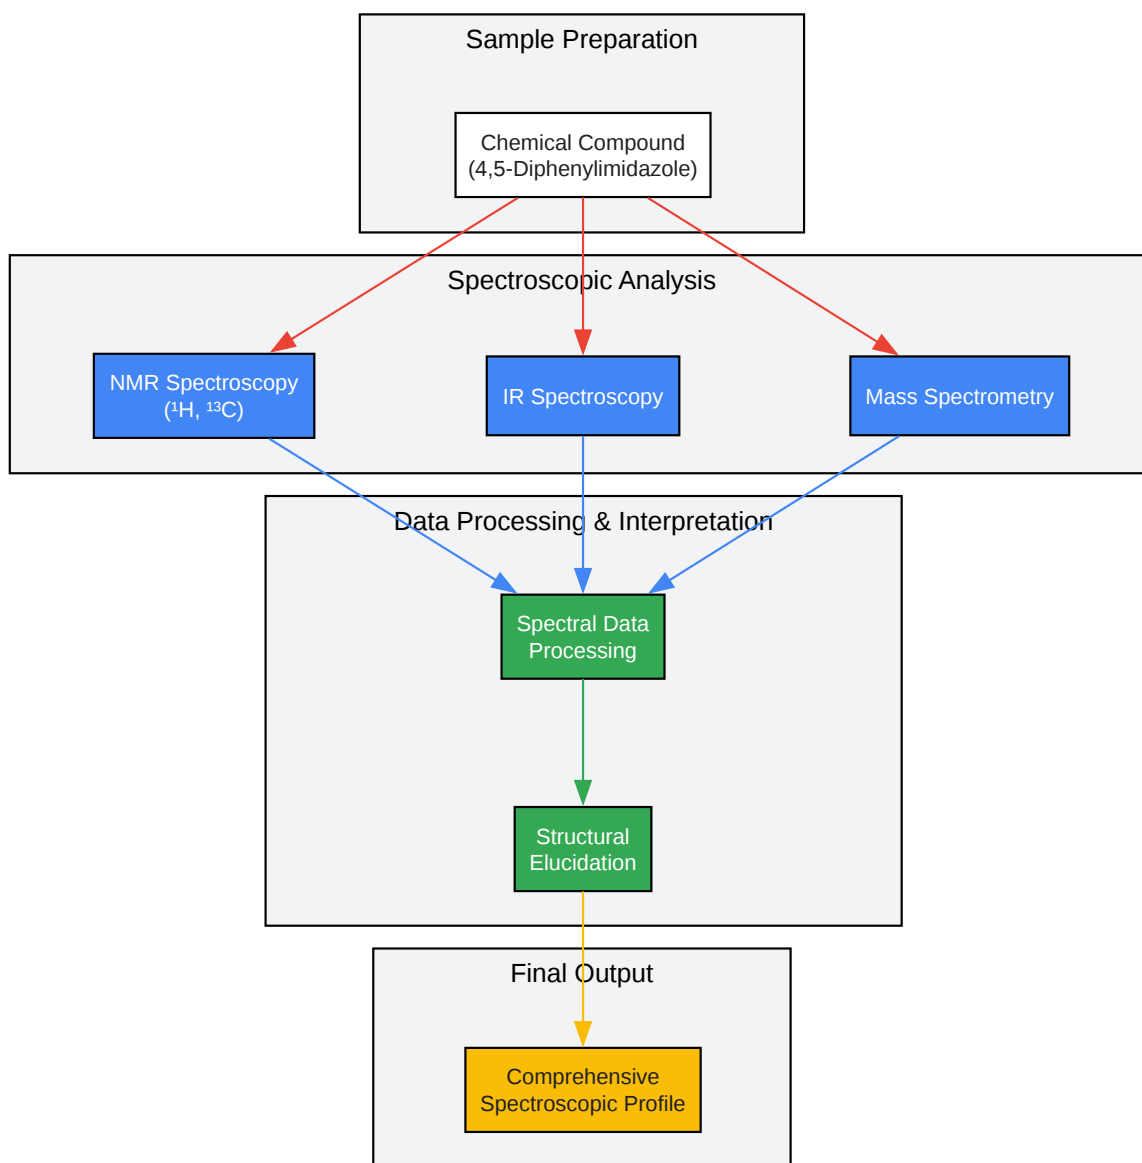 Sample Preparation
Chemical Compound
(4,5-Diphenylimidazole)
Spectroscopic Analysis
NMR Spectroscopy
(¹H, ¹³C)
IR Spectroscopy
Mass Spectrometry
Data Processing & Interpretation
Spectral Data
Processing
Structural
Elucidation
Final Output
Comprehensive
Spectroscopic Profile